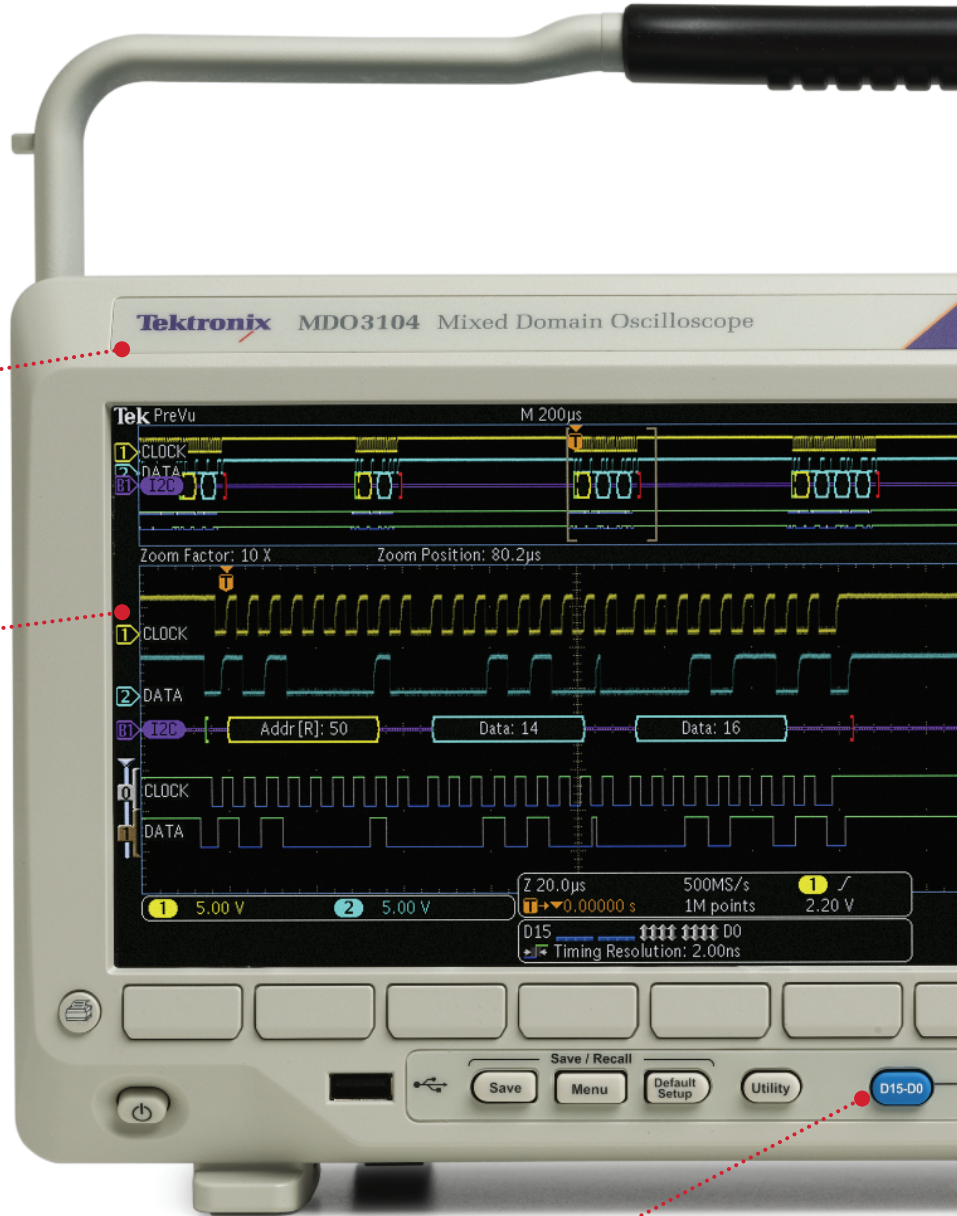 Tektronix MDO3104 Mixed Domain Oscilloscope
Tek PreVu M 200µs
T
1 CLOCK
2 DATA
B1 I2C
Zoom Factor: 10 X Zoom Position: 80.2µs
T
1 CLOCK
2 DATA
B1 I2C Addr[R]: 50 Data: 14 Data: 16
0 CLOCK
1 DATA
1 5.00 V 2 5.00 V
Z 20.0µs 500MS/s 1
T 0.00000 s 1M points 2.20 V
D15 D0
Timing Resolution: 2.00ns
Save / Recall
Save Menu Default Setup Utility D15-D0